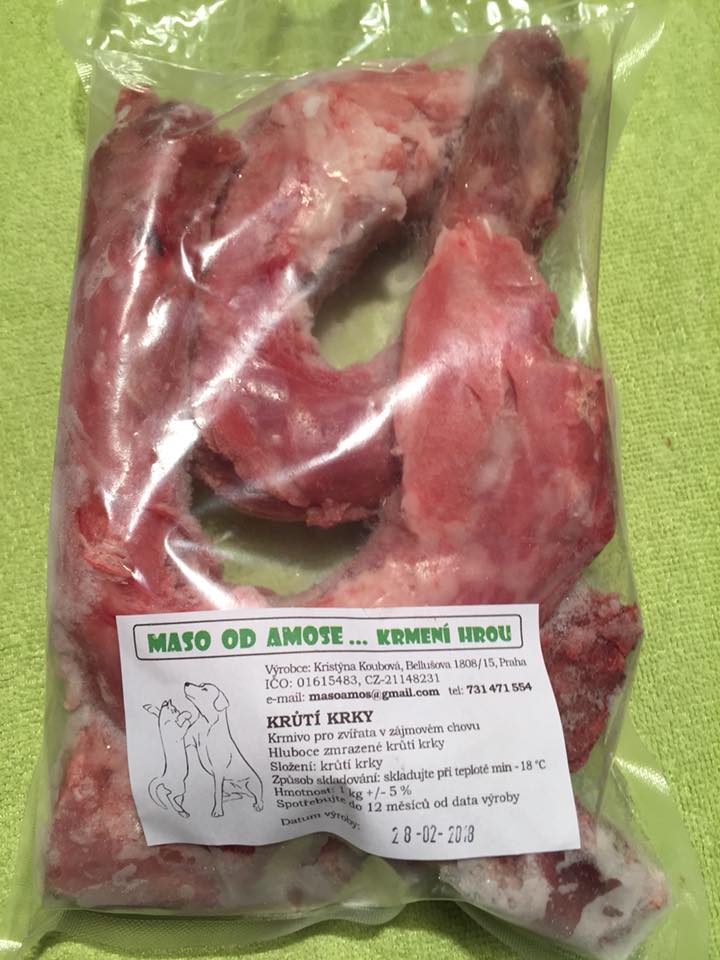 MASO OD AMOSE ... KRMENÍ HROU
Výrobce: Kristýna Koubová, Bellušova 1808/15, Praha
IČO: 01615483, CZ-21148231
e-mail: masoamos@gmail.com tel: 731 471 554
KRŮTÍ KRKY
Krmivo pro zvířata v zájmovém chovu
Hluboce zmrazené krůtí krky
Složení: krůtí krky
Způsob skladování: skladujte při teplotě min -18 °C
Hmotnost: 1 kg +/- 5 %
Spotřebujte do 12 měsíců od data výroby
Datum výroby: 28-02-2018